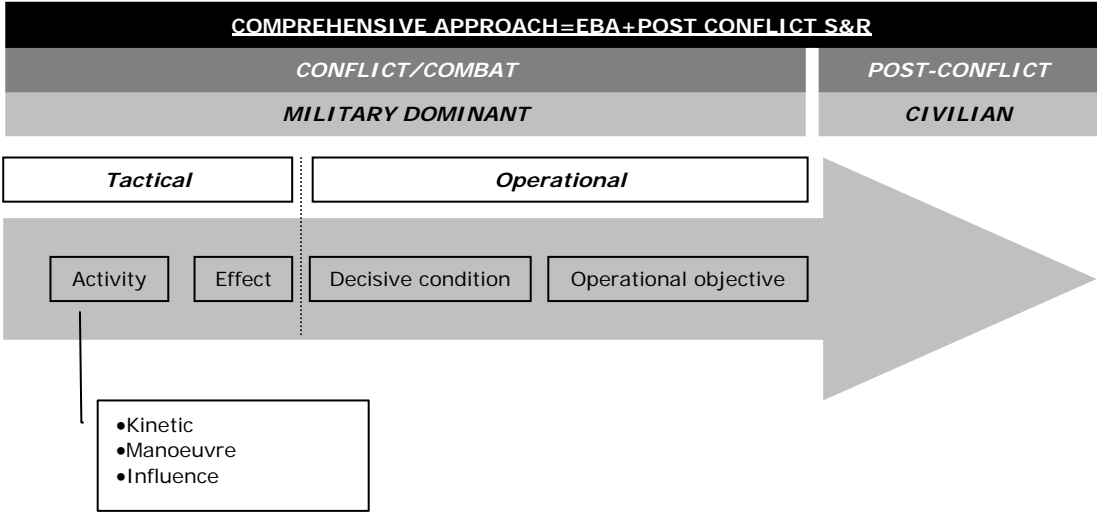 COMPREHENSIVE APPROACH=EBA+POST CONFLICT S&R
CONFLICT/COMBAT
POST-CONFLICT
MILITARY DOMINANT
CIVILIAN
Tactical
Operational
Activity
Effect
Decisive condition
Operational objective
•Kinetic
•Manoeuvre
•Influence